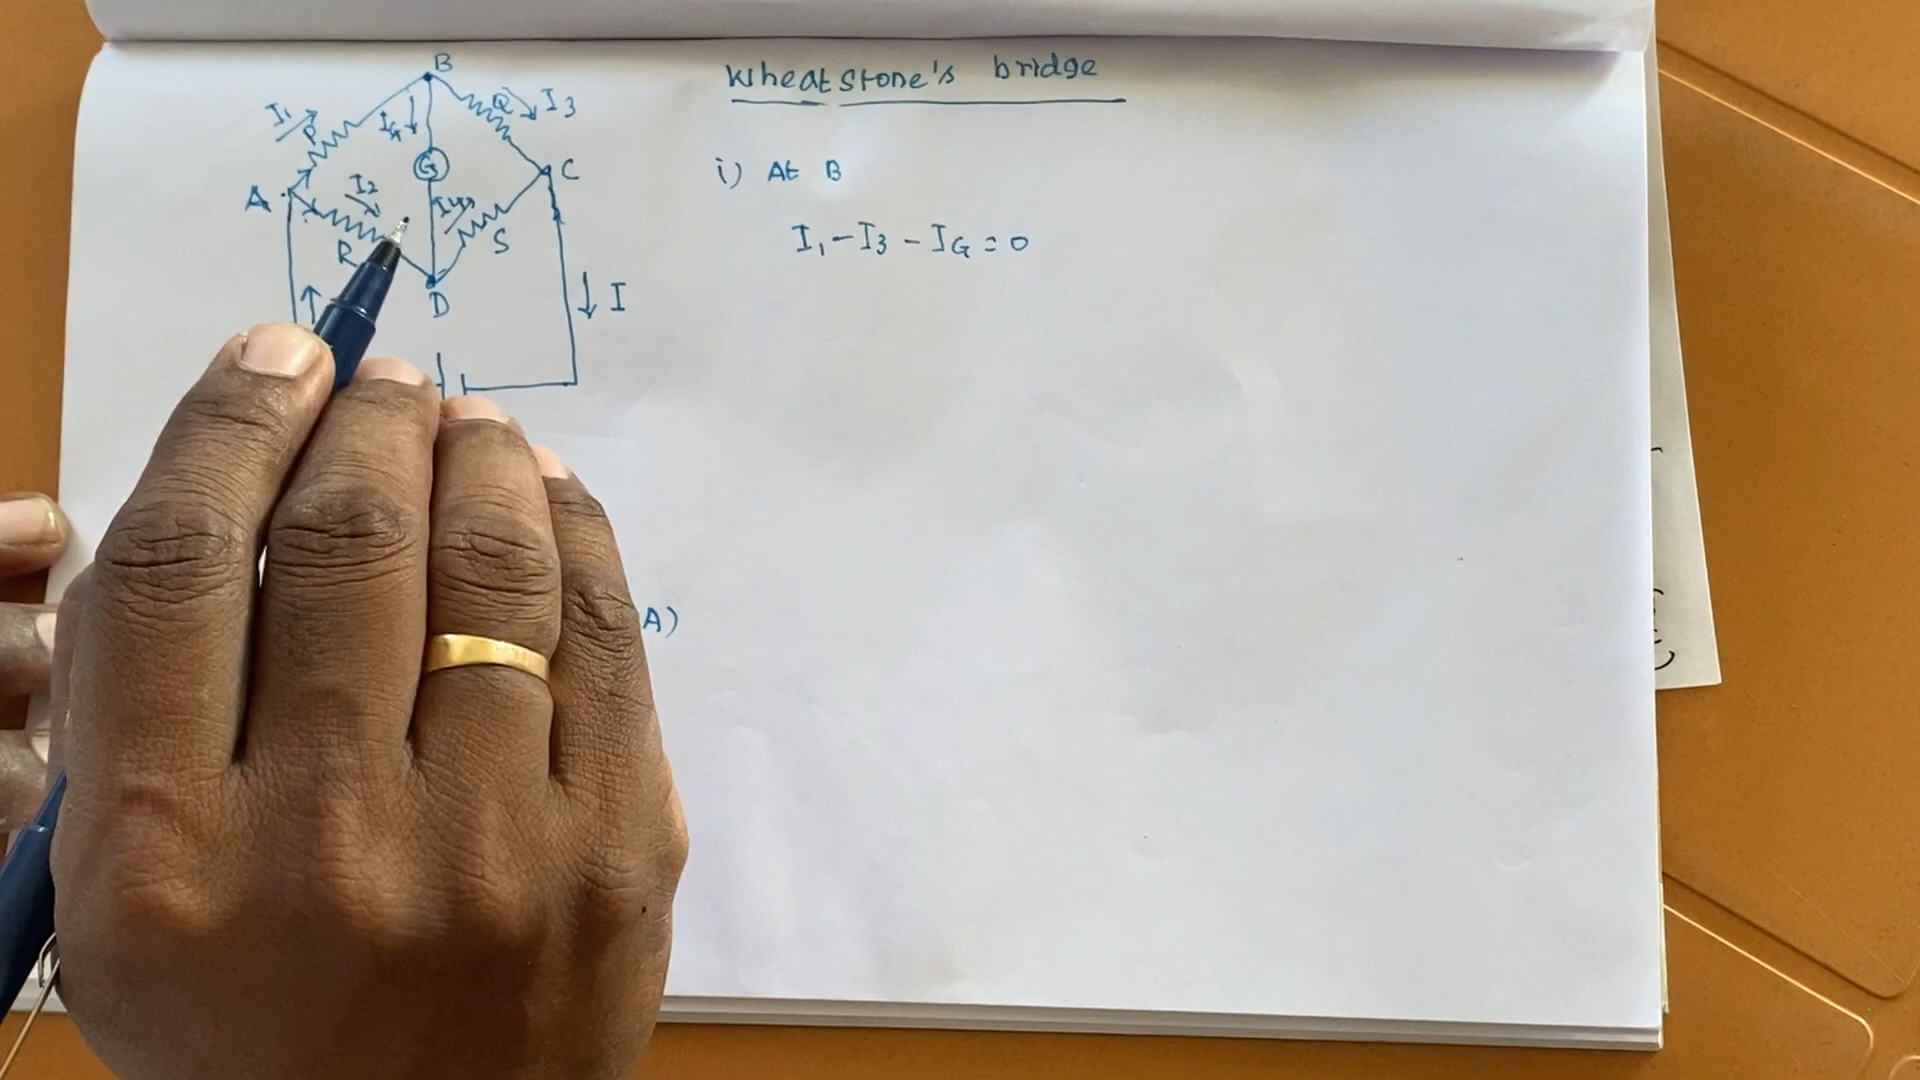 Wheatstone's bridge
B
I1
P
IG
Q
I3
G
A
I2
I4
C
R
S
D
I
i) At B
I1 - I3 - IG = 0
A)